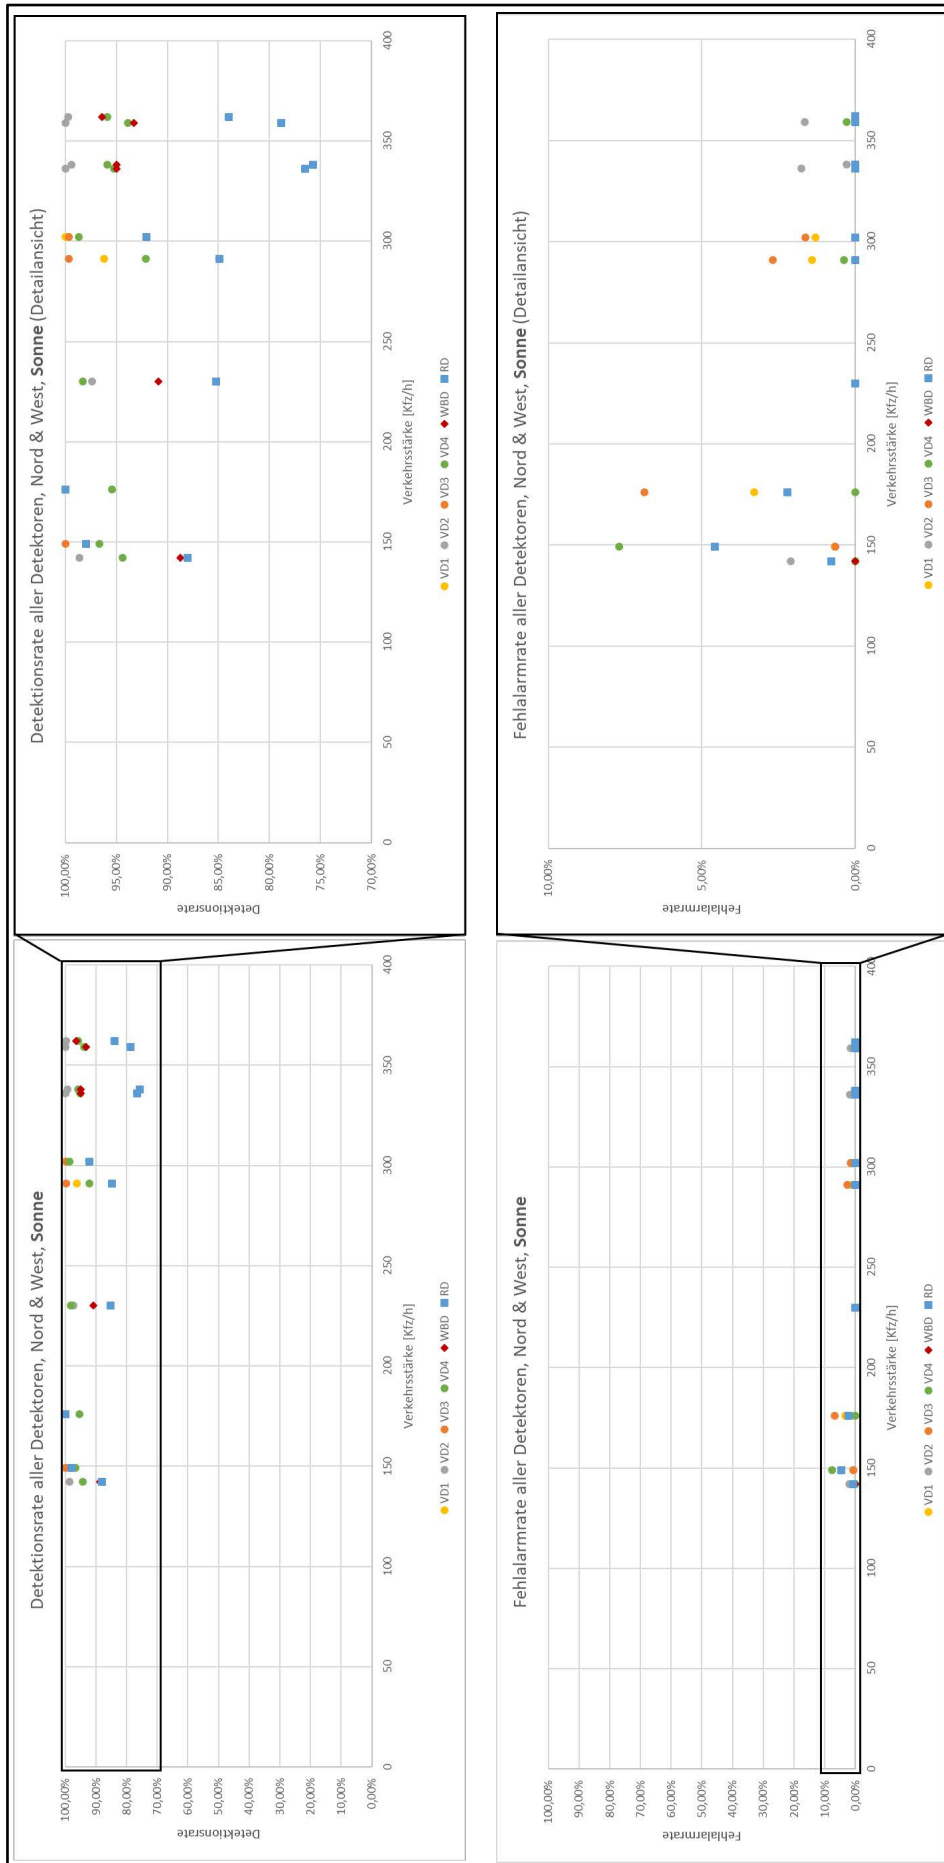 Detektionsrate aller Detektoren, Nord & West, Sonne
Detektionsrate
100,00%
90,00%
80,00%
70,00%
60,00%
50,00%
40,00%
30,00%
20,00%
10,00%
0,00%
0 50 100 150 200 250 300 350 400
Verkehrsstärke [Kfz/h]
VD1 VD2 VD3 VD4 WBD RD
Detektionsrate aller Detektoren, Nord & West, Sonne (Detailansicht)
Detektionsrate
100,00%
95,00%
90,00%
85,00%
80,00%
75,00%
70,00%
0 50 100 150 200 250 300 350 400
Verkehrsstärke [Kfz/h]
VD1 VD2 VD3 VD4 WBD RD
Fehlalarmrate aller Detektoren, Nord & West, Sonne
Fehlalarmrate
100,00%
90,00%
80,00%
70,00%
60,00%
50,00%
40,00%
30,00%
20,00%
10,00%
0,00%
0 50 100 150 200 250 300 350 400
Verkehrsstärke [Kfz/h]
VD1 VD2 VD3 VD4 WBD RD
Fehlalarmrate aller Detektoren, Nord & West, Sonne (Detailansicht)
Fehlalarmrate
10,00%
5,00%
0,00%
0 50 100 150 200 250 300 350 400
Verkehrsstärke [Kfz/h]
VD1 VD2 VD3 VD4 WBD RD